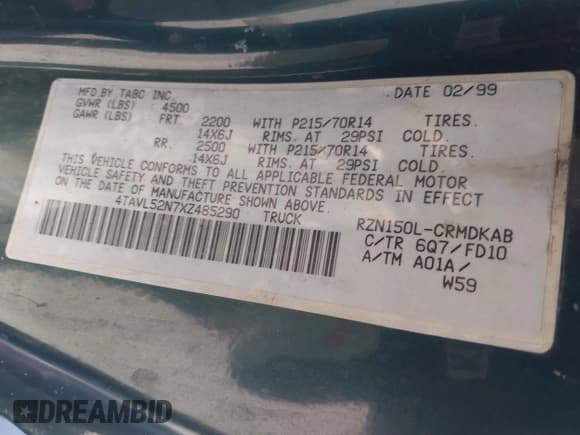 MFD BY TABC INC. DATE 02/99
GVWR (LBS) 4500
GAWR (LBS) FRT. 2200 WITH P215/70R14 TIRES.
14X6J RIMS. AT 29PSI COLD.
RR. 2500 WITH P215/70R14 TIRES.
14X6J RIMS. AT 29PSI COLD.
THIS VEHICLE CONFORMS TO ALL APPLICABLE FEDERAL MOTOR
VEHICLE SAFETY AND THEFT PREVENTION STANDARDS IN EFFECT
ON THE DATE OF MANUFACTURE SHOWN ABOVE.
4TAVL52N7XZ485290 TRUCK
RZN150L-CRMDKAB
C/TR 6Q7/FD10
A/TM A01A/
W59
DREAMBID